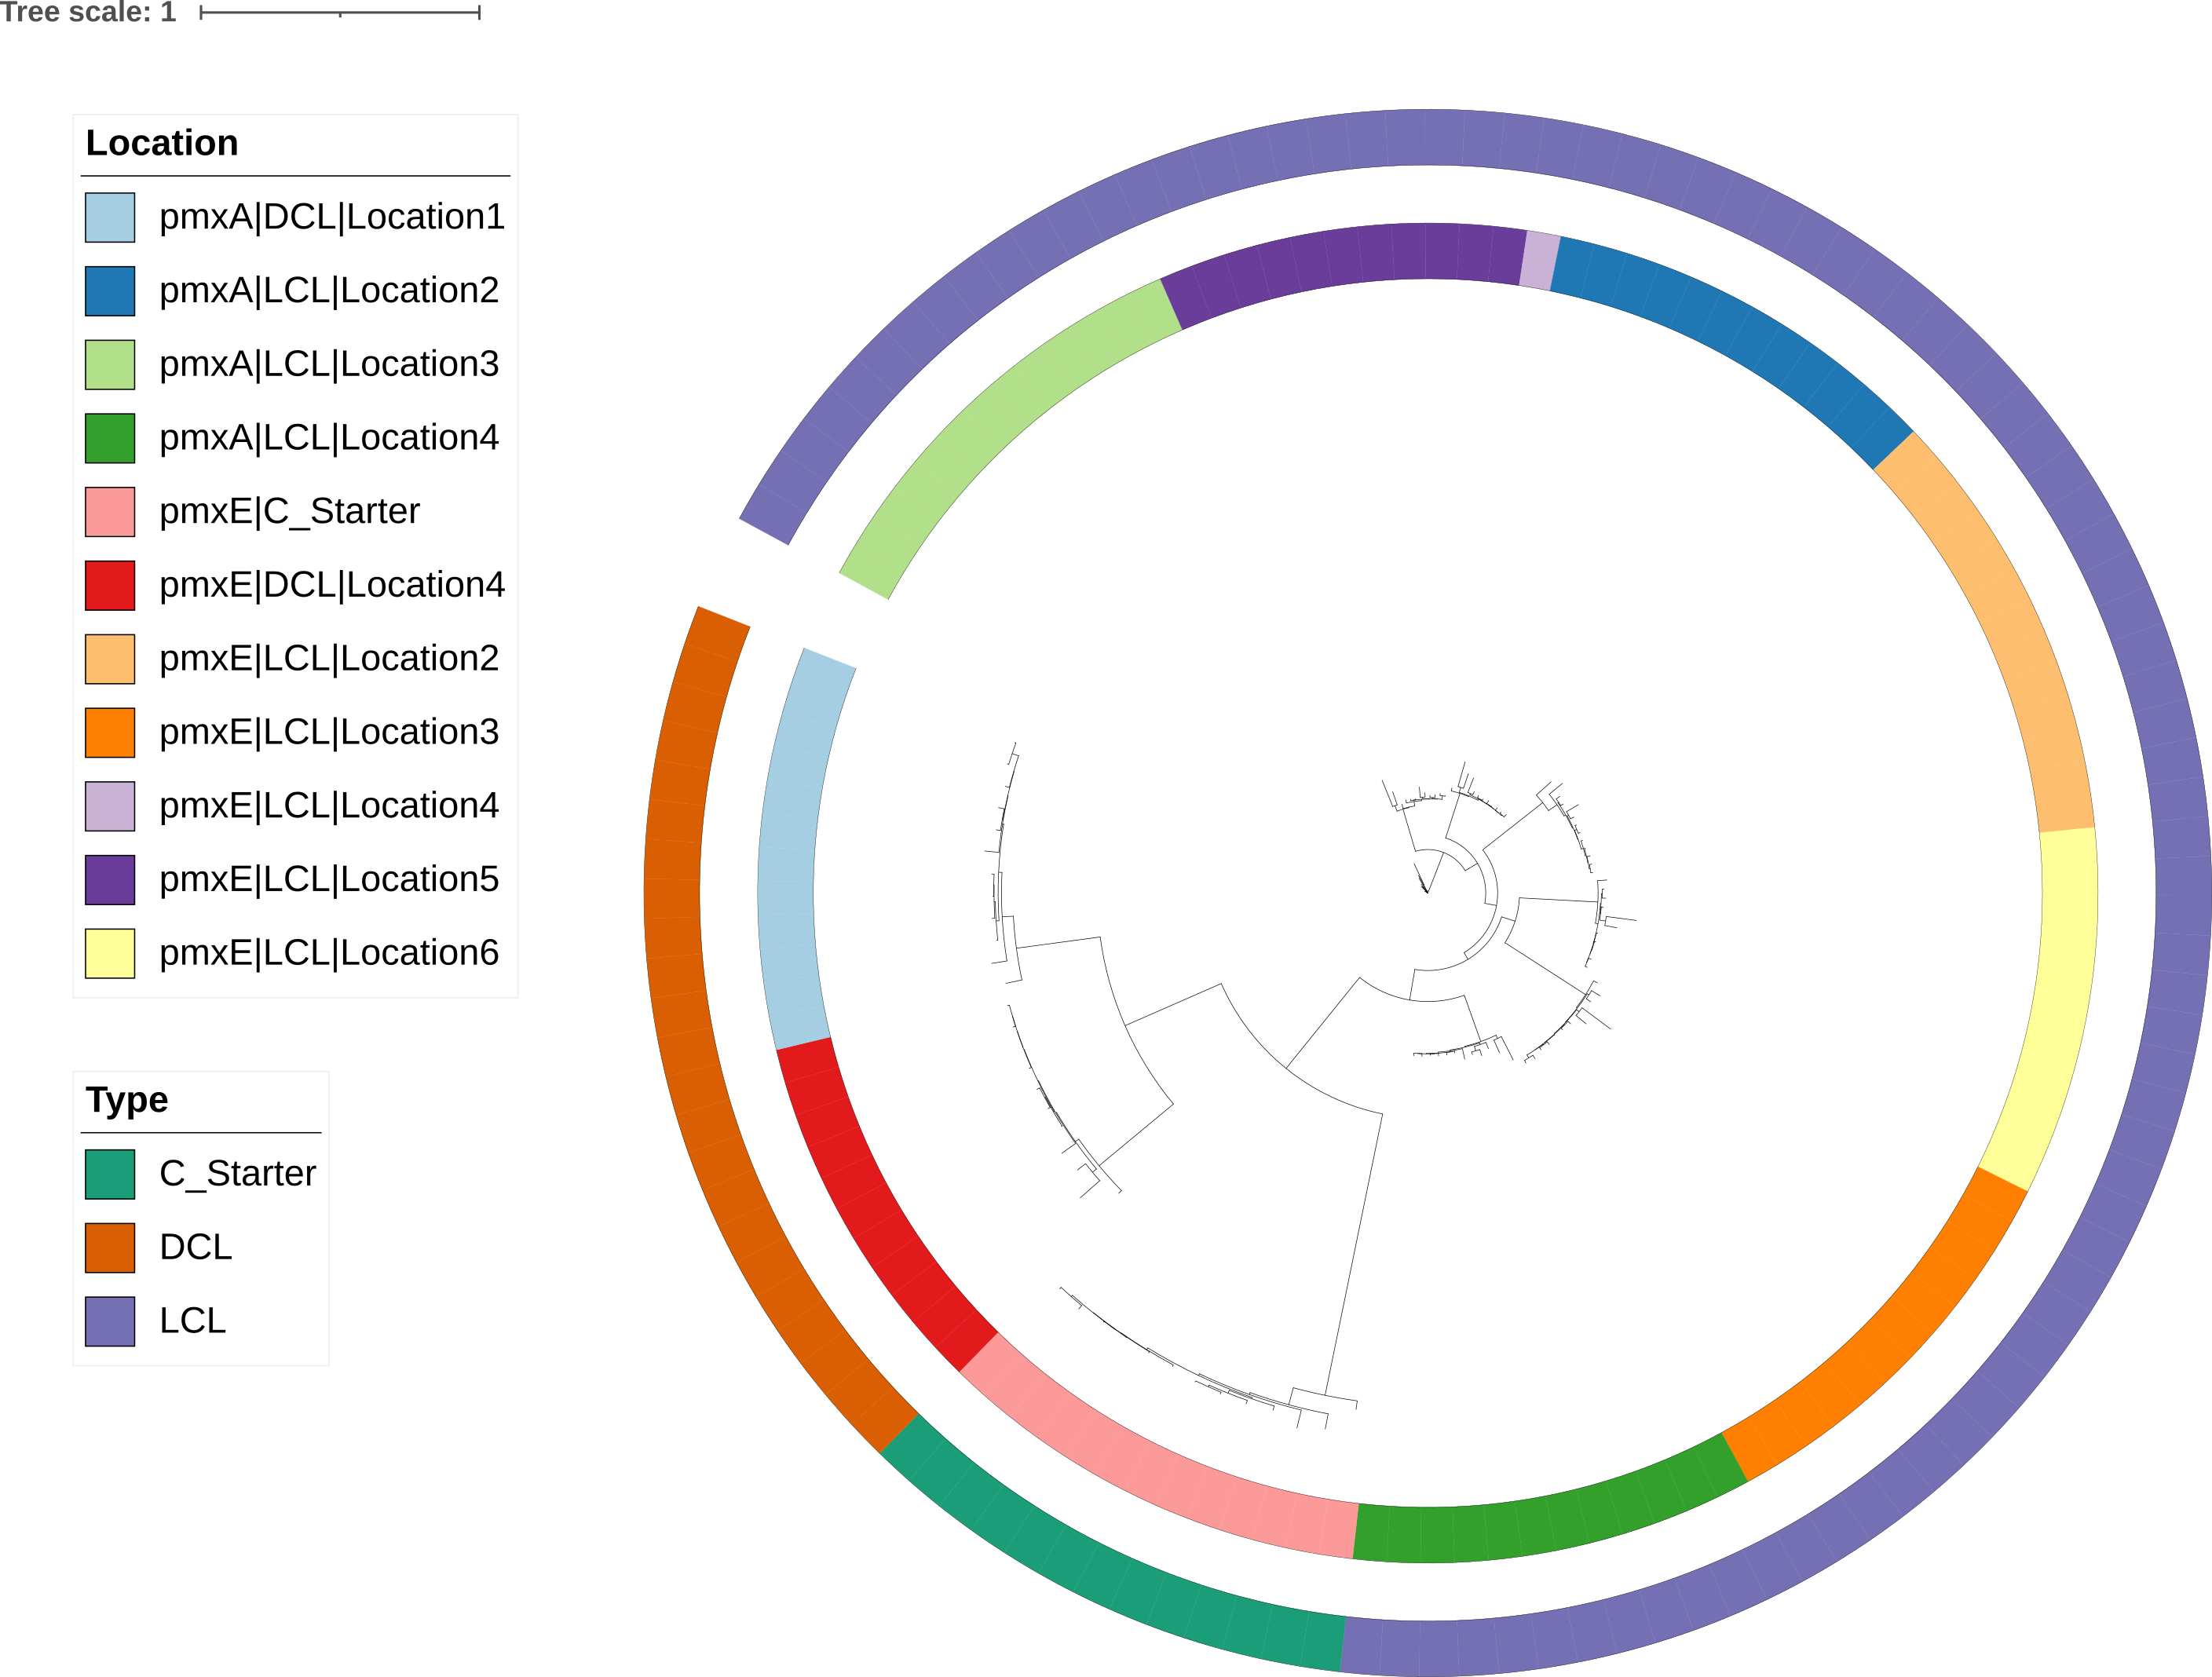 Tree scale: 1
Location
pmxA|DCL|Location1
pmxA|LCL|Location2
pmxA|LCL|Location3
pmxA|LCL|Location4
pmxE|C_Starter
pmxE|DCL|Location4
pmxE|LCL|Location2
pmxE|LCL|Location3
pmxE|LCL|Location4
pmxE|LCL|Location5
pmxE|LCL|Location6
Type
C_Starter
DCL
LCL